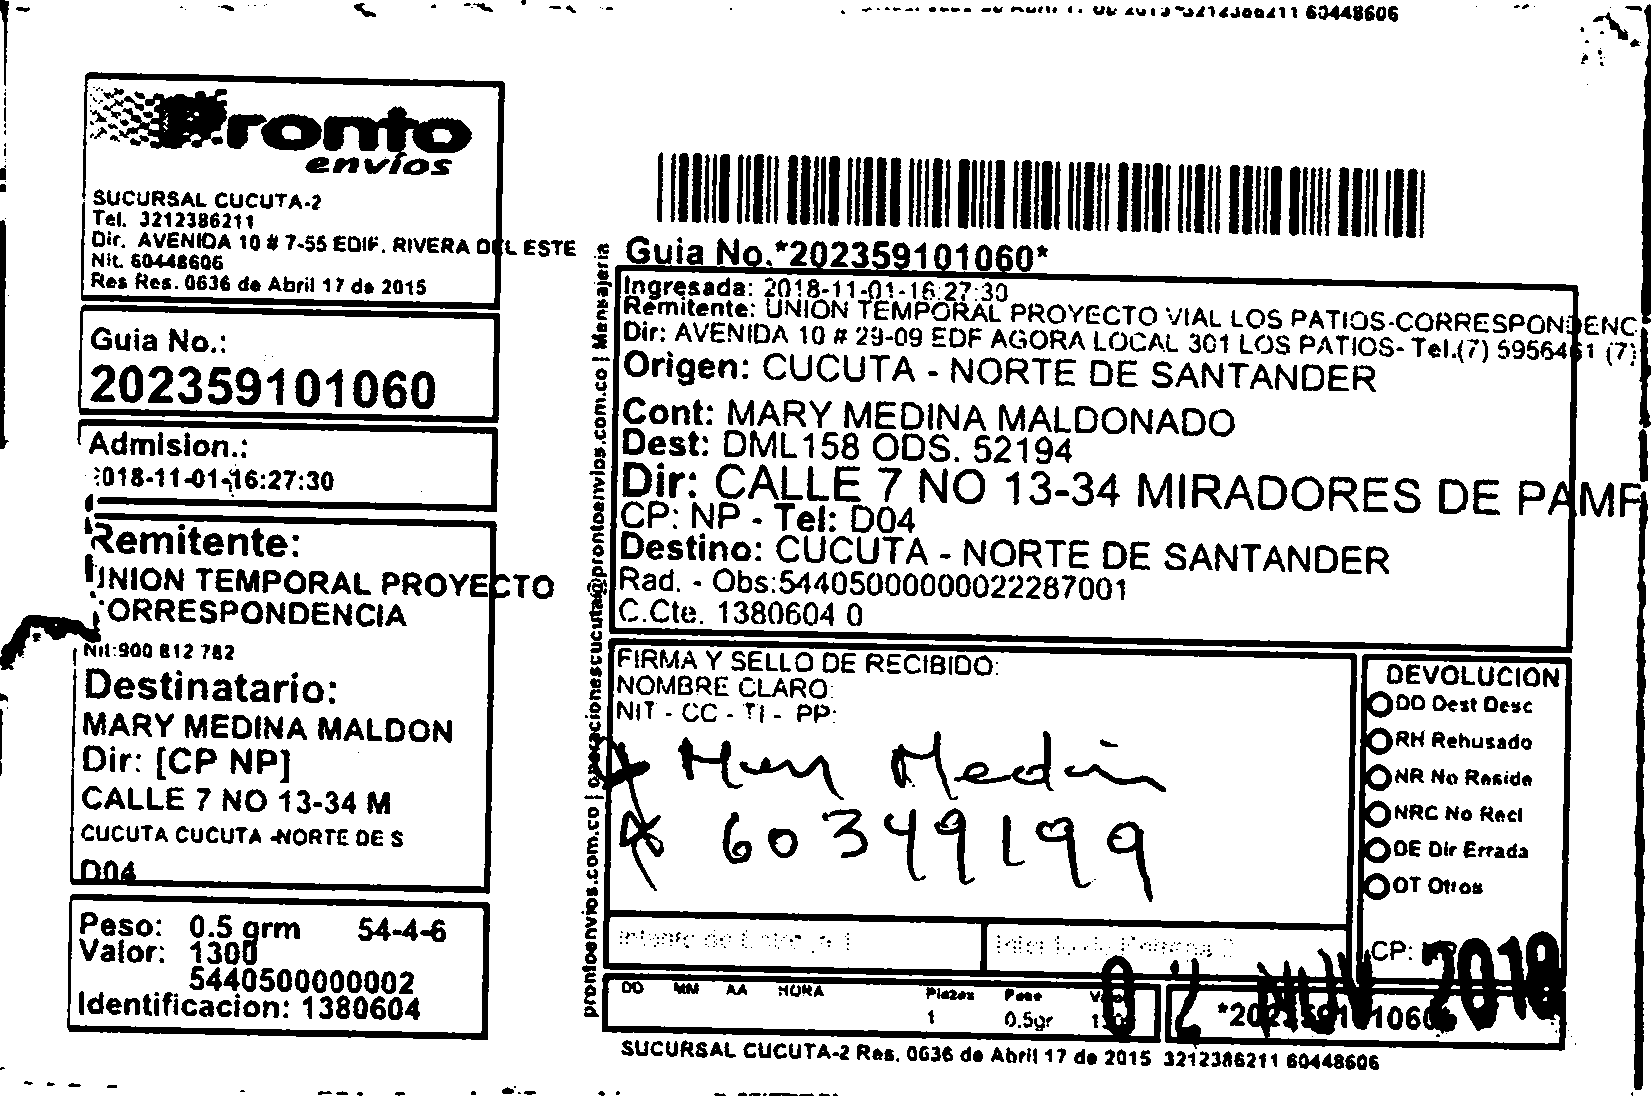 3212386211 60448606
Pronto
envíos
SUCURSAL CUCUTA-2
Tel. 3212386211
Dir. AVENIDA 10 # 7-55 EDIF. RIVERA DEL ESTE
Nit. 60448606
Res Res. 0636 de Abril 17 de 2015
Guia No.:
202359101060
Admision.:
2018-11-01-16:27:30
Remitente:
UNION TEMPORAL PROYECTO
CORRESPONDENCIA
Nit:900 812 782
Destinatario:
MARY MEDINA MALDON
Dir: [CP NP]
CALLE 7 NO 13-34 M
CUCUTA CUCUTA -NORTE DE S
D04
Peso: 0.5 grm 54-4-6
Valor: 1300
5440500000002
Identificacion: 1380604
prontoenvios.com.co | operacionescucuta@prontoenvios.com.co | Mensajeria
Guia No.*202359101060*
Ingresada: 2018-11-01-16:27:30
Remitente: UNION TEMPORAL PROYECTO VIAL LOS PATIOS-CORRESPONDENC
Dir: AVENIDA 10 # 29-09 EDF AGORA LOCAL 301 LOS PATIOS- Tel.(7) 5956461 (7)
Origen: CUCUTA - NORTE DE SANTANDER
Cont: MARY MEDINA MALDONADO
Dest: DML158 ODS. 52194
Dir: CALLE 7 NO 13-34 MIRADORES DE PAMP
CP: NP - Tel: D04
Destino: CUCUTA - NORTE DE SANTANDER
Rad. - Obs:54405000000022287001
C.Cte. 1380604 0
FIRMA Y SELLO DE RECIBIDO:
NOMBRE CLARO:
NIT - CC - TI - PP:
Medin
60349199
DEVOLUCION
DD Dest Desc
RH Rehusado
NR No Reside
NRC No Recl
DE Dir Errada
OT Otros
CP:
02 NOV 2018
DD MM AA HORA
Piezas Peso Valor
1 0.5gr 1300
*202359101060*
SUCURSAL CUCUTA-2 Res. 0636 de Abril 17 de 2015 3212386211 60448606